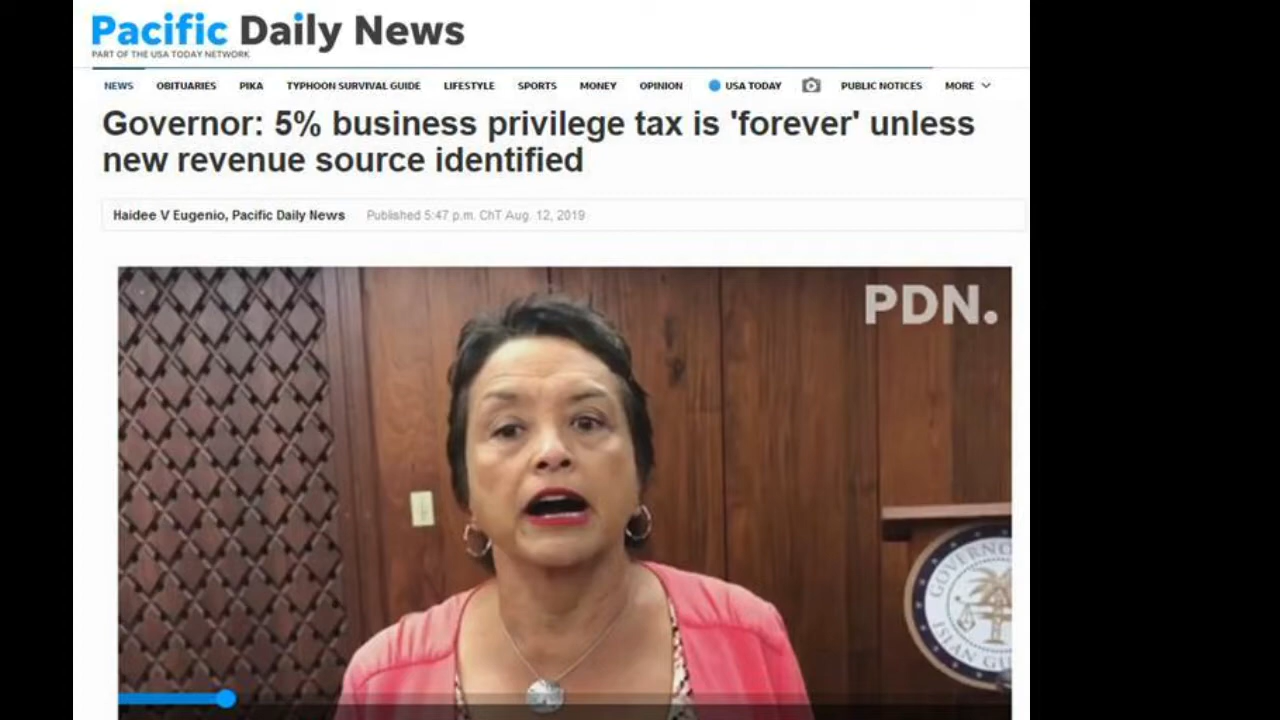 Pacific Daily News
PART OF THE USA TODAY NETWORK
NEWS OBITUARIES PIKA TYPHOON SURVIVAL GUIDE LIFESTYLE SPORTS MONEY OPINION USA TODAY PUBLIC NOTICES MORE
Governor: 5% business privilege tax is 'forever' unless
new revenue source identified
Haidee V Eugenio, Pacific Daily News Published 5:47 p.m. ChT Aug. 12, 2019
PDN.